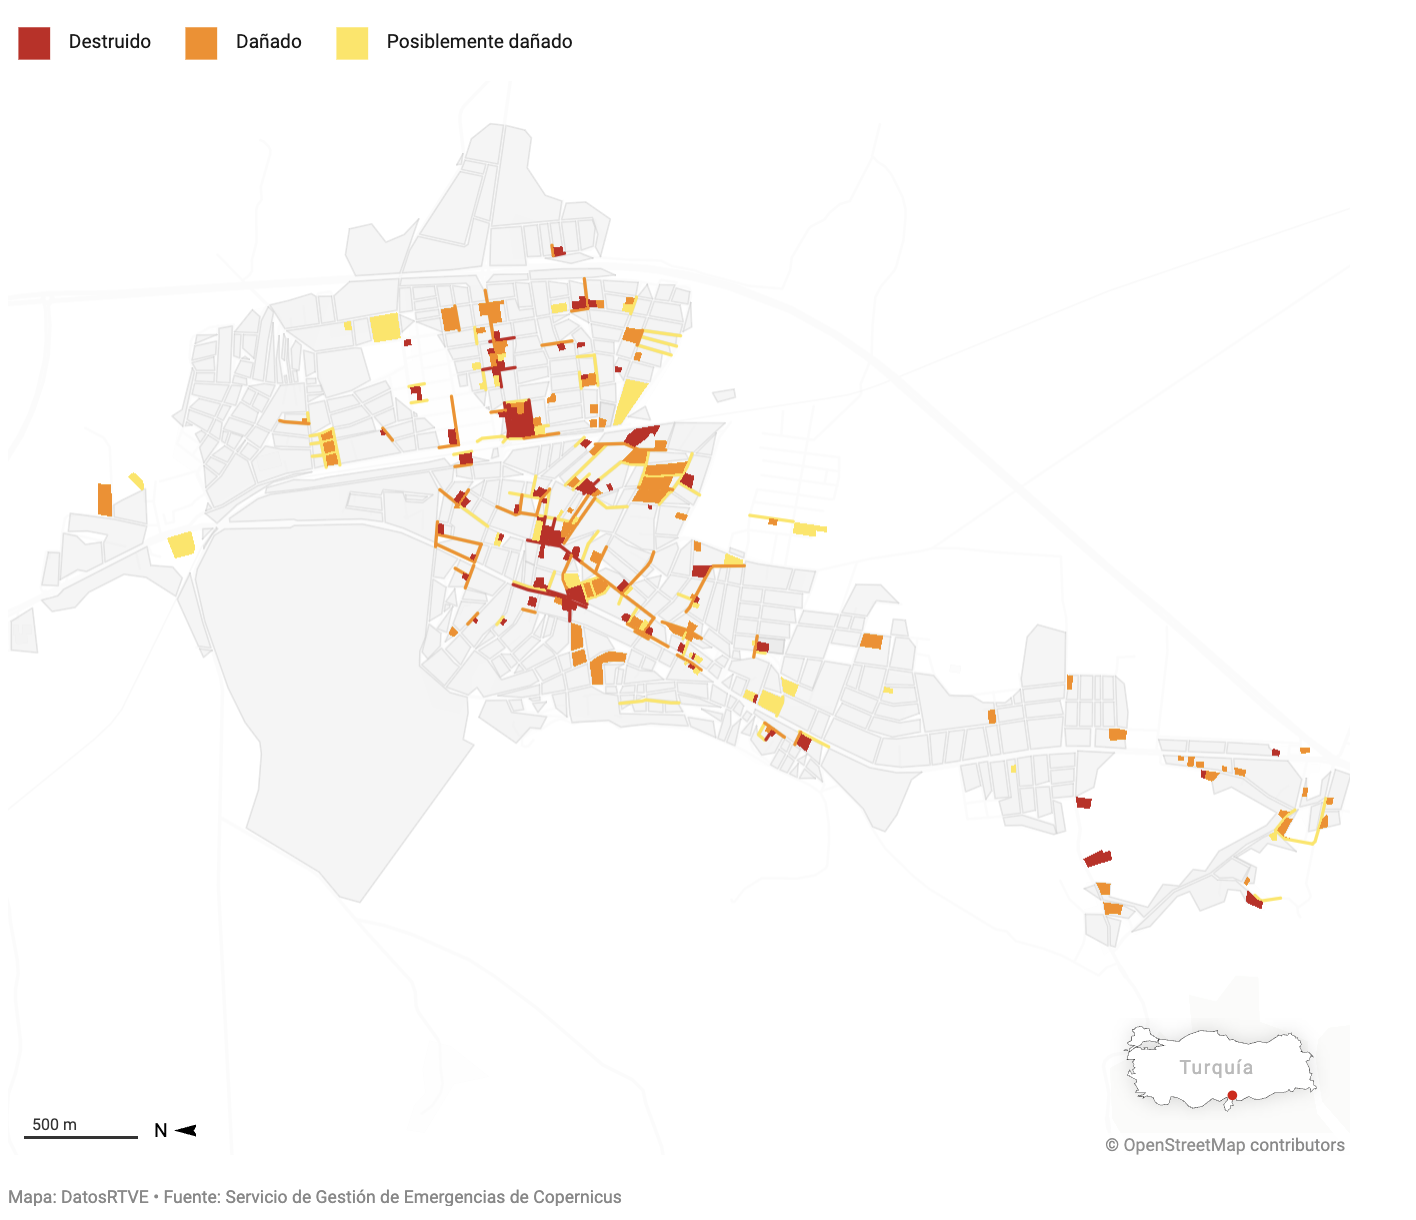 Destruido Dañado Posiblemente dañado
Turquía
500 m N
© OpenStreetMap contributors
Mapa: DatosRTVE • Fuente: Servicio de Gestión de Emergencias de Copernicus